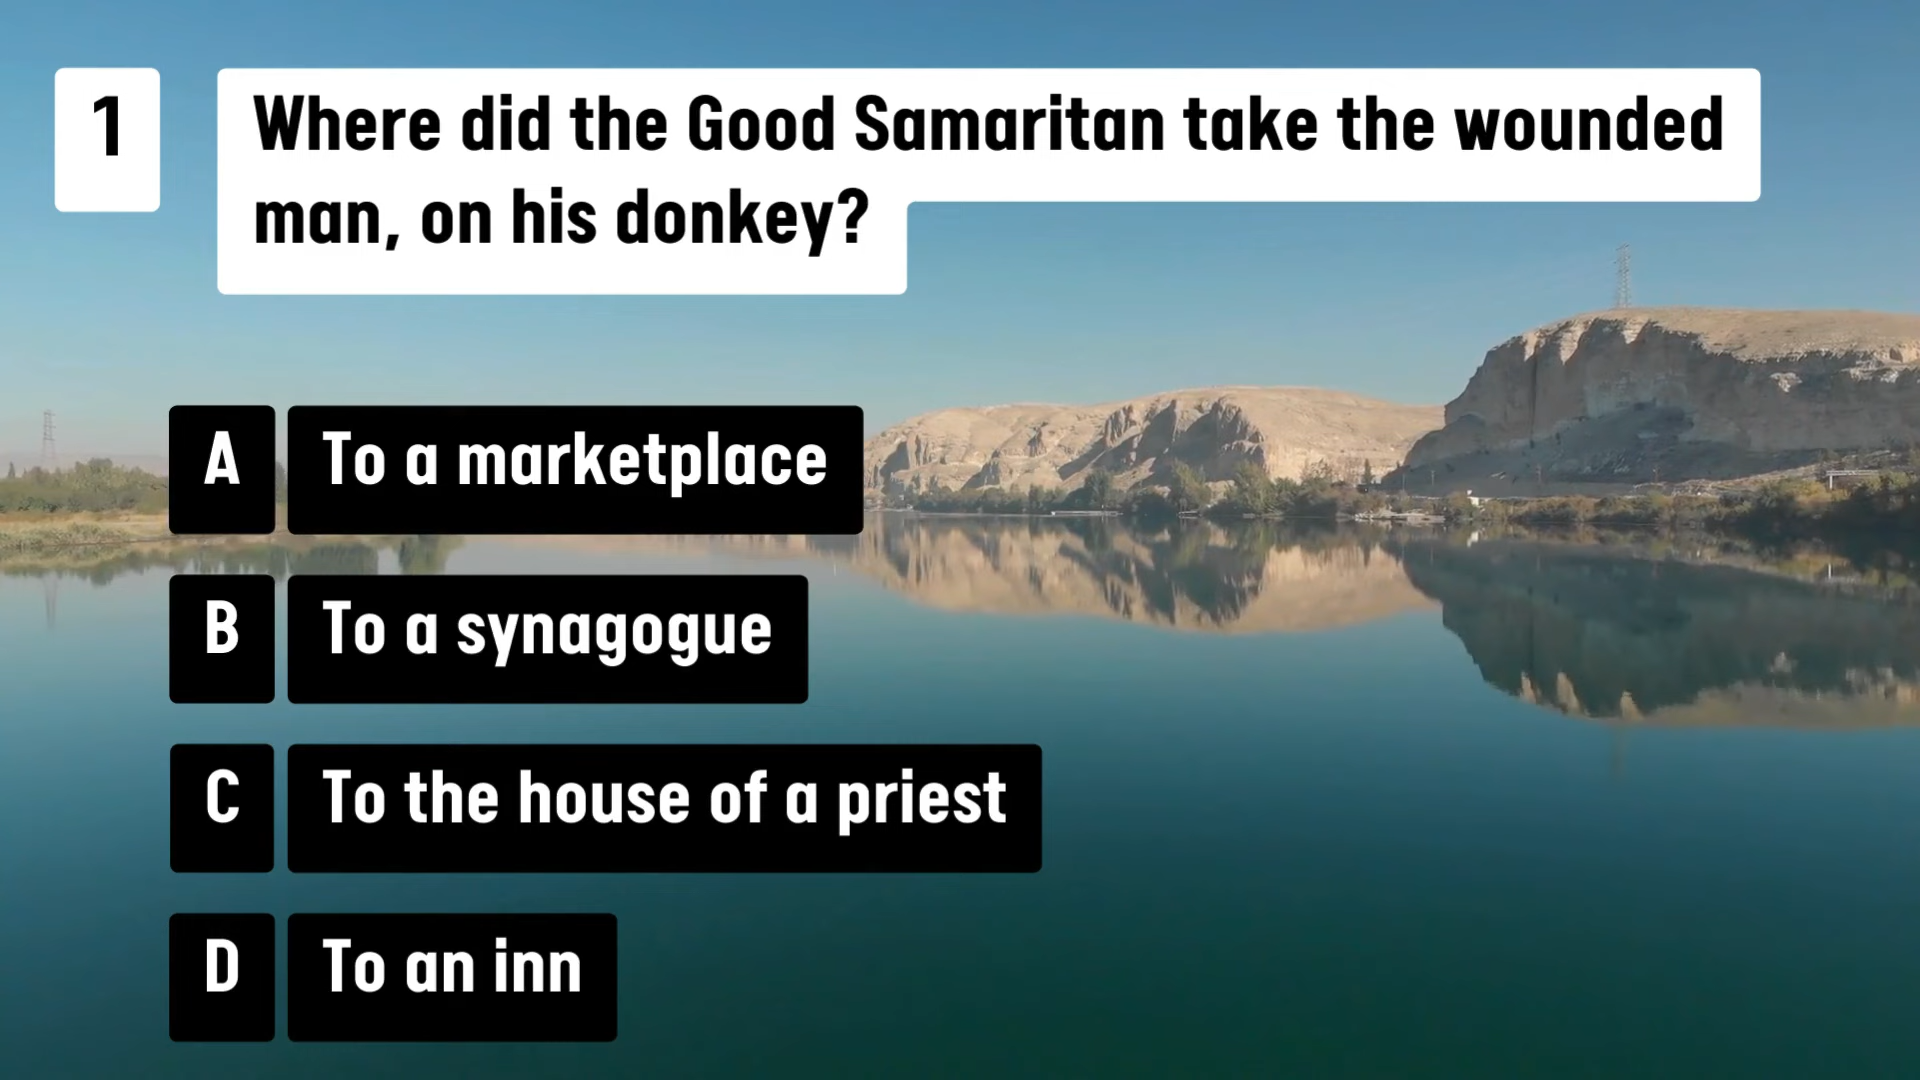 1
Where did the Good Samaritan take the wounded
man, on his donkey?
A To a marketplace
B To a synagogue
C To the house of a priest
D To an inn